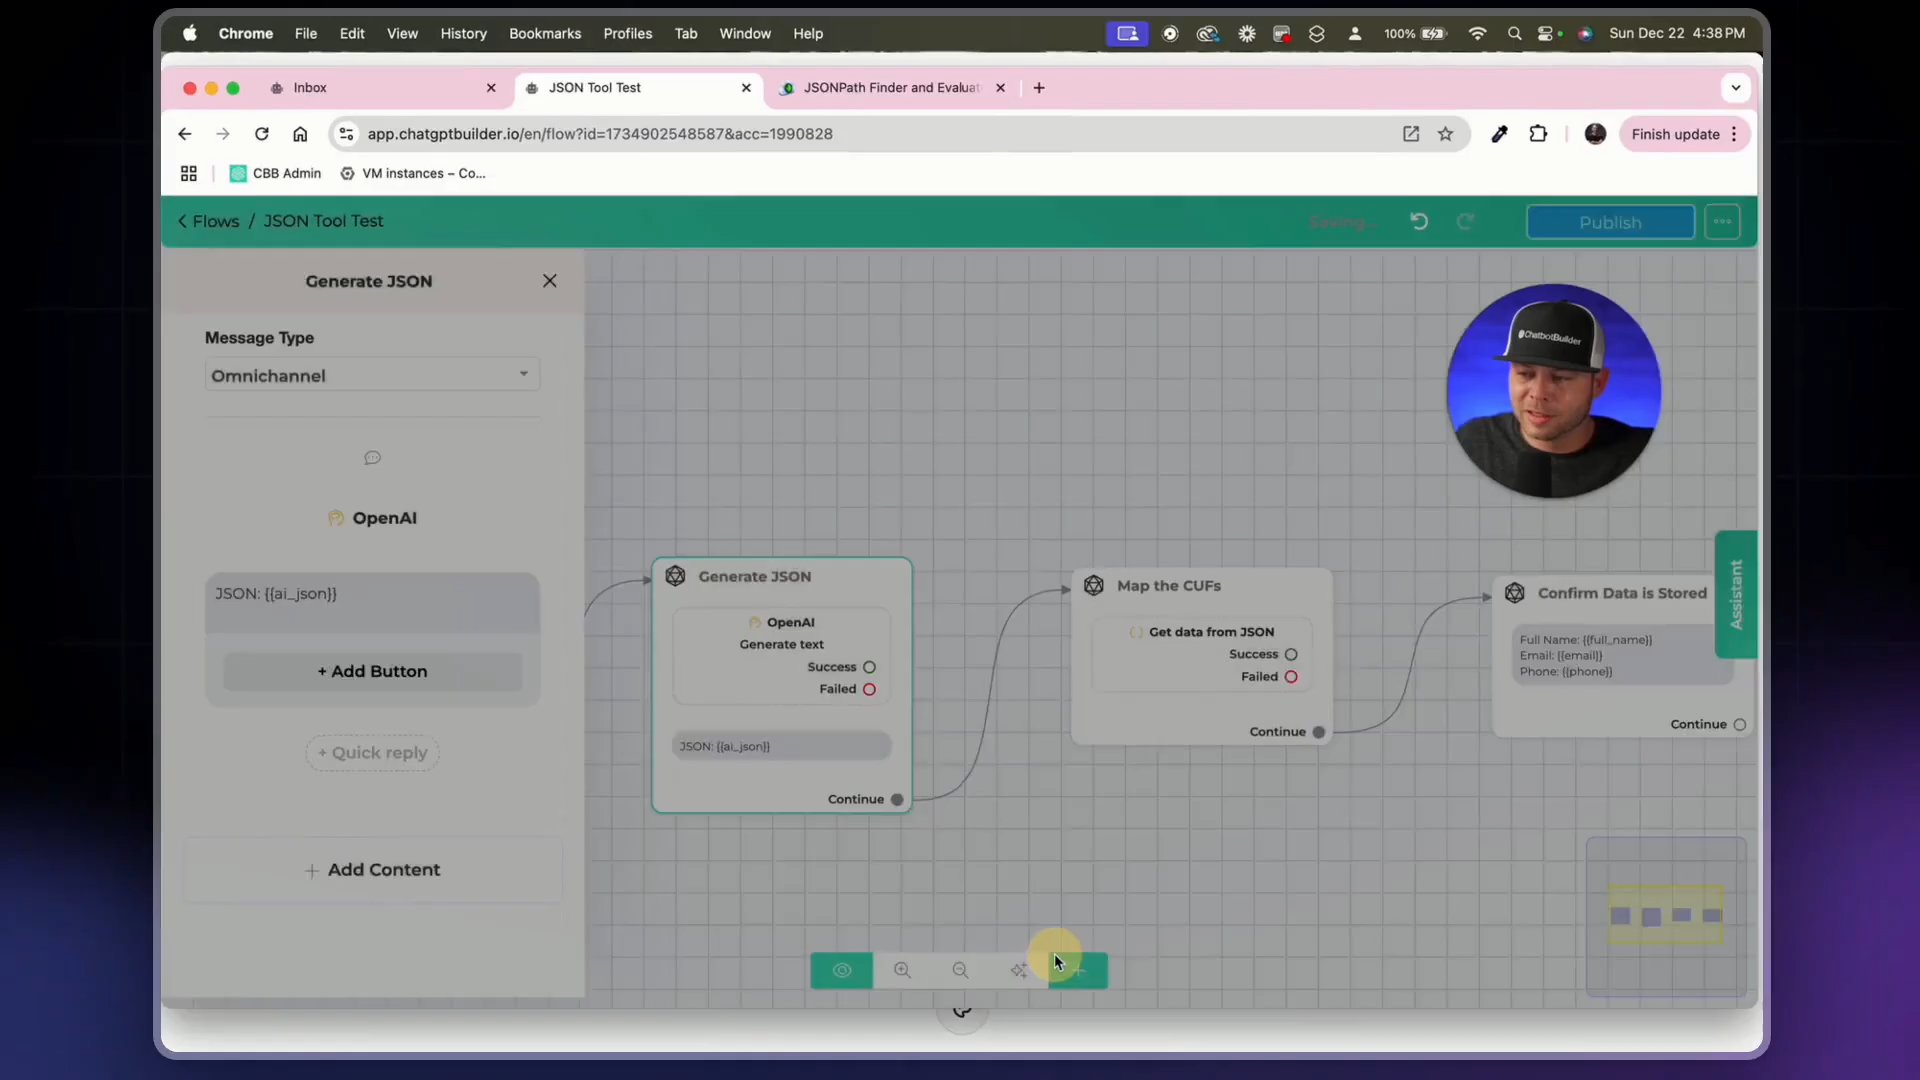 Chrome File Edit View History Bookmarks Profiles Tab Window Help 100% Sun Dec 22 4:38 PM
Inbox JSON Tool Test JSONPath Finder and Evaluat
app.chatgptbuilder.io/en/flow?id=1734902548587&acc=1990828 Finish update
CBB Admin VM instances – Co...
Flows / JSON Tool Test Saving... Publish
Generate JSON
Message Type
Omnichannel
OpenAI
JSON: {{ai_json}}
+ Add Button
+ Quick reply
+ Add Content
Generate JSON
OpenAI
Generate text
Success
Failed
JSON: {{ai_json}}
Continue
Map the CUFs
Get data from JSON
Success
Failed
Continue
Confirm Data is Stored
Full Name: {{full_name}}
Email: {{email}}
Phone: {{phone}}
Continue
Assistant
ChatbotBuilder